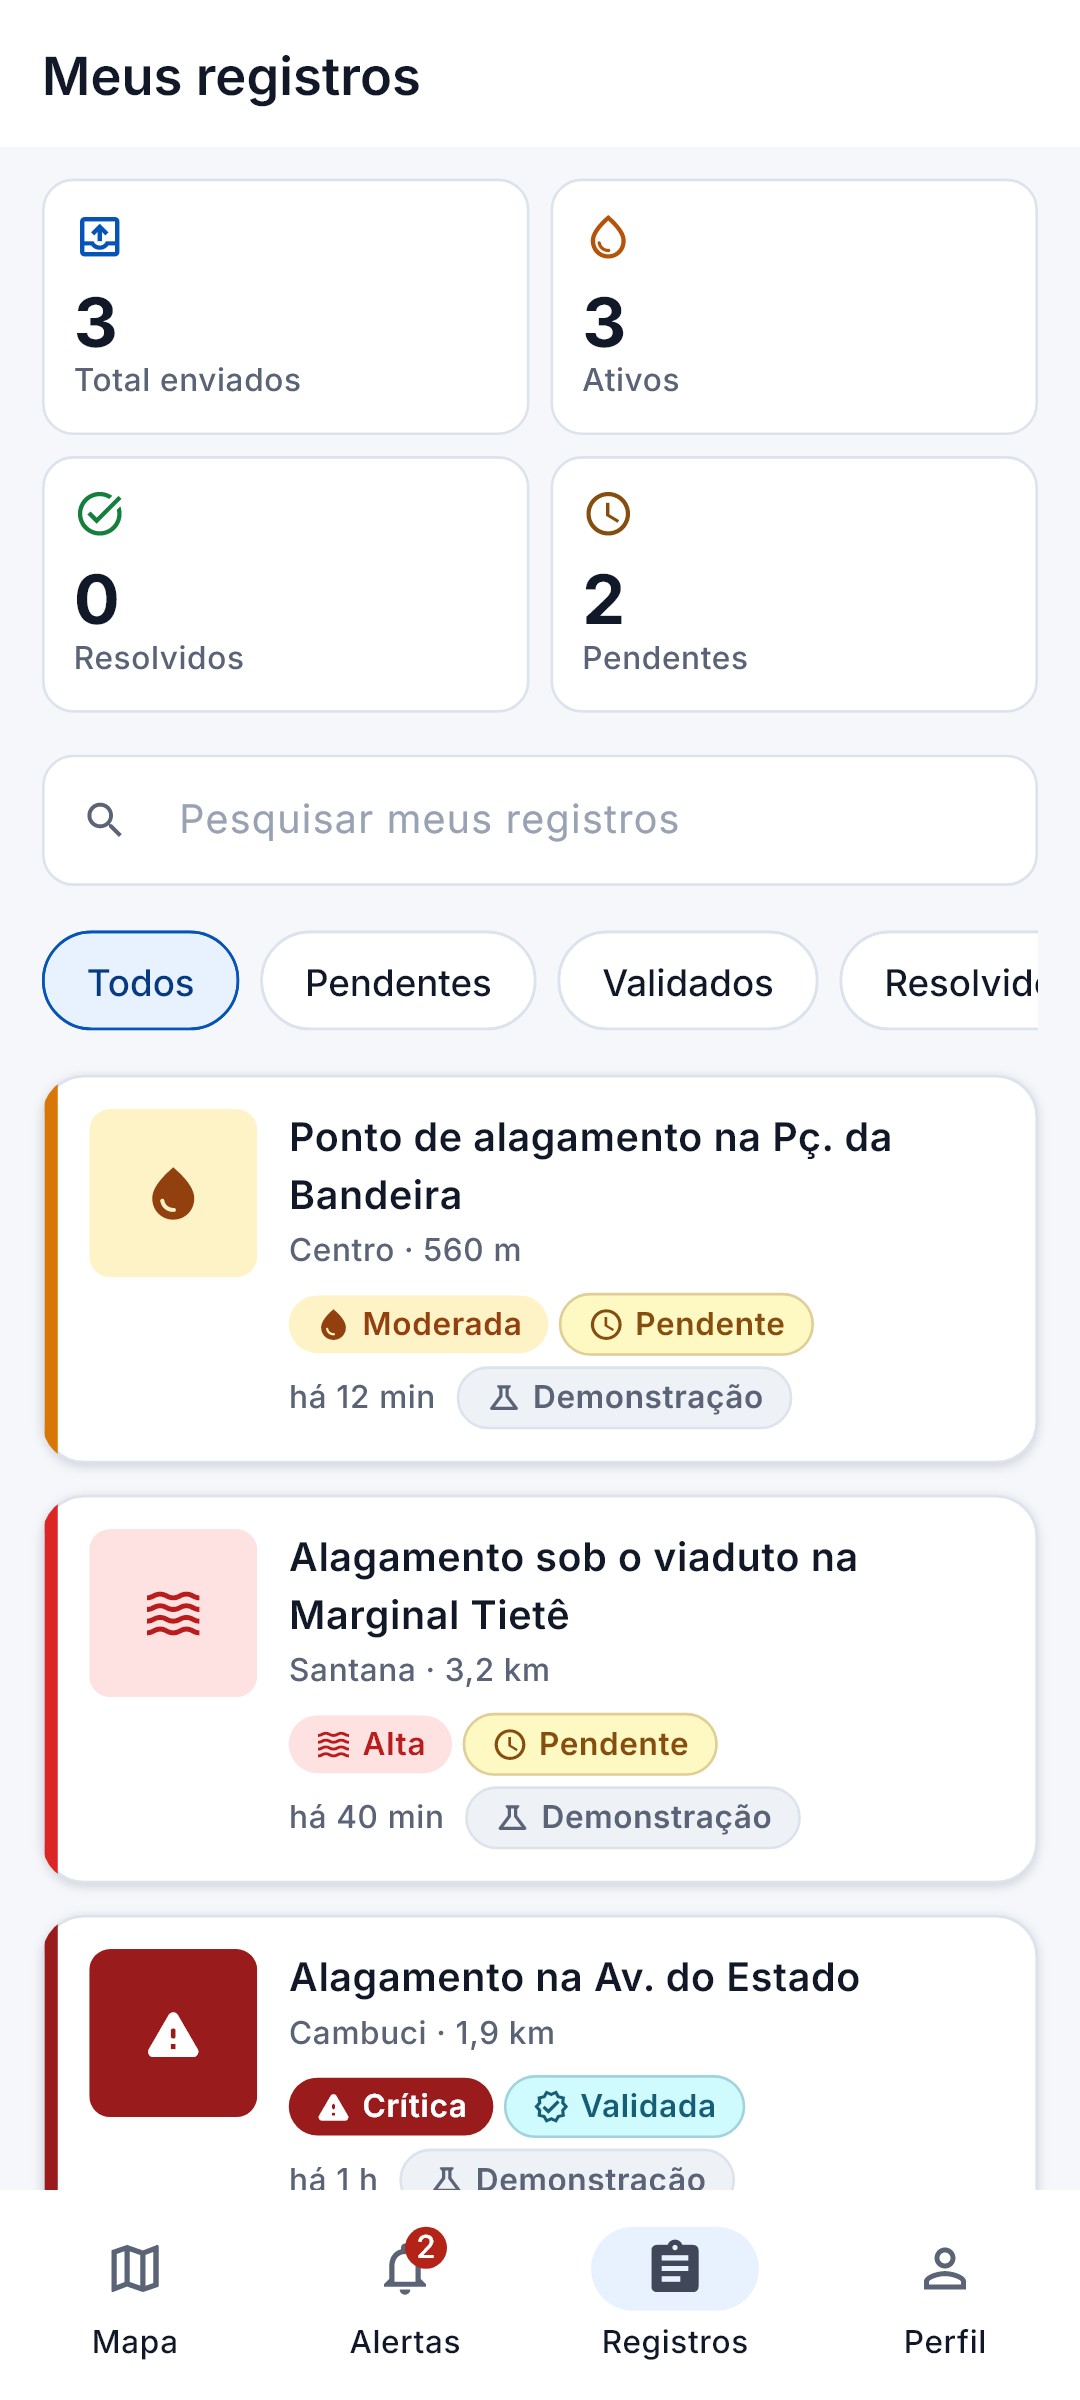 Meus registros
3
Total enviados
3
Ativos
0
Resolvidos
2
Pendentes
Pesquisar meus registros
Todos
Pendentes
Validados
Resolvido
Ponto de alagamento na Pç. da
Bandeira
Centro · 560 m
Moderada
Pendente
há 12 min
Demonstração
Alagamento sob o viaduto na
Marginal Tietê
Santana · 3,2 km
Alta
Pendente
há 40 min
Demonstração
Alagamento na Av. do Estado
Cambuci · 1,9 km
Crítica
Validada
há 1 h
Demonstração
2
Mapa
Alertas
Registros
Perfil